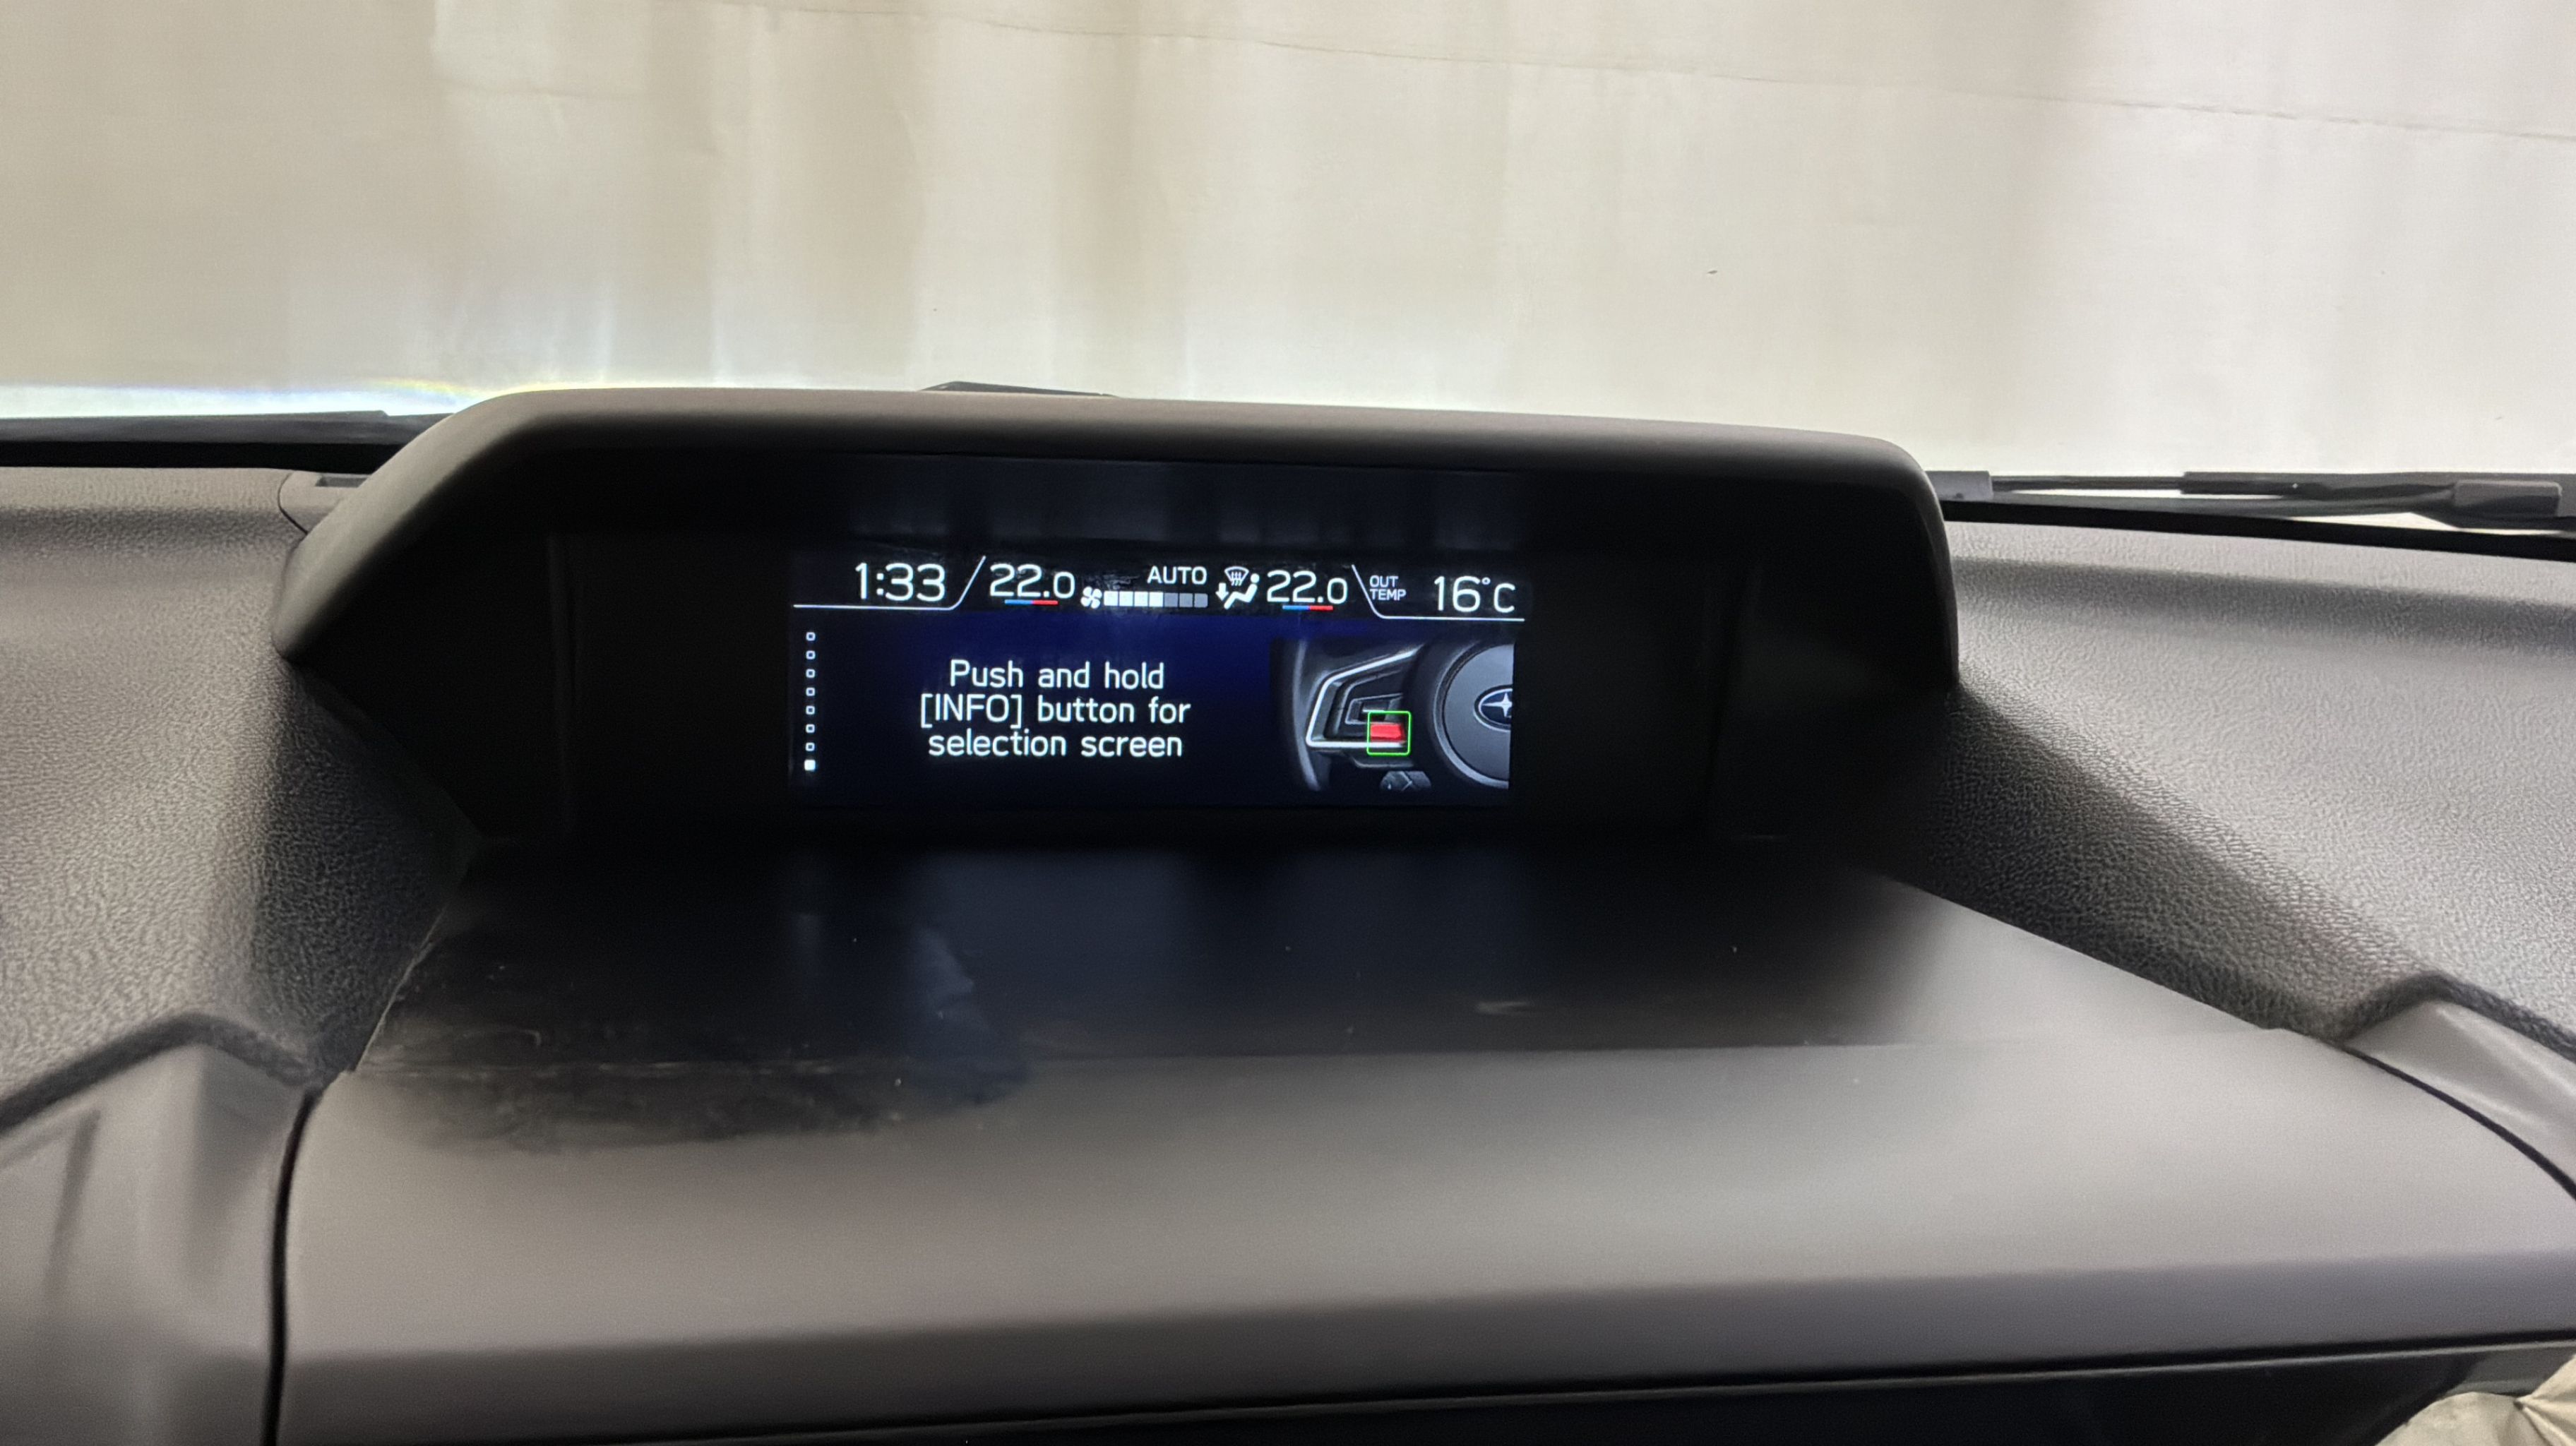 1:33 22.0 AUTO 22.0 OUT TEMP 16°C
Push and hold
[INFO] button for
selection screen